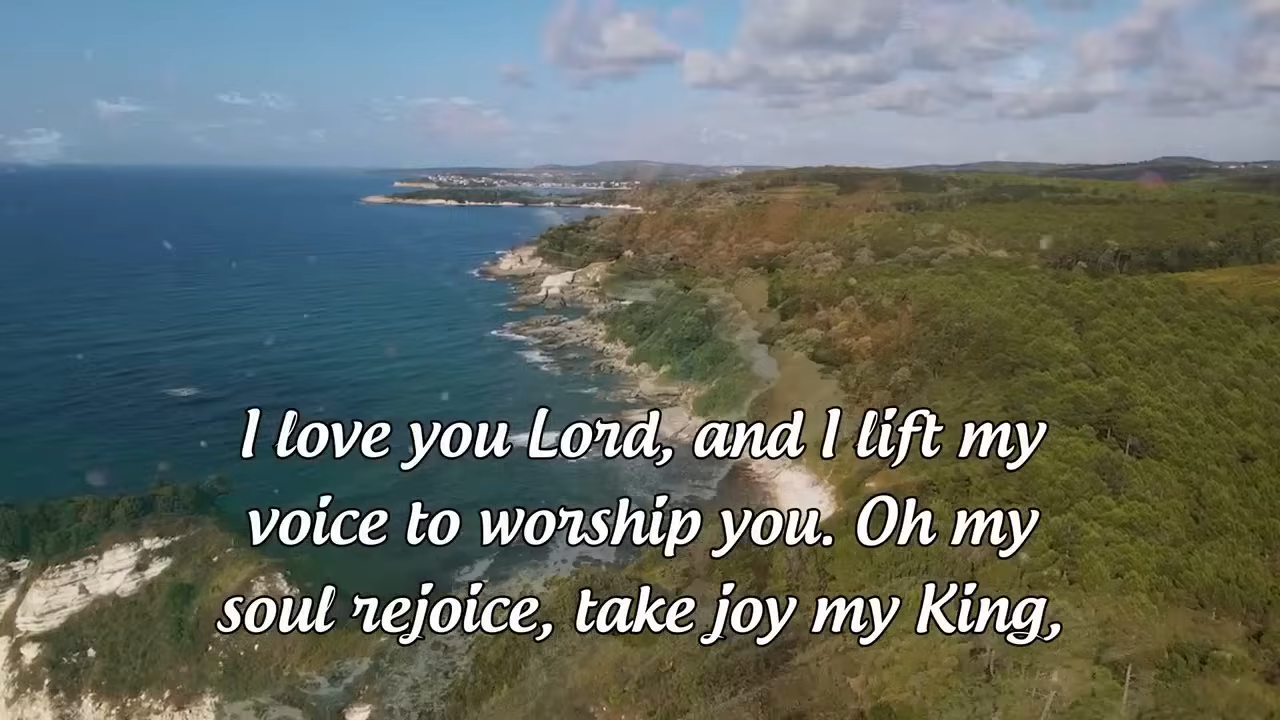 I love you Lord, and I lift my
voice to worship you. Oh my
soul rejoice, take joy my King,